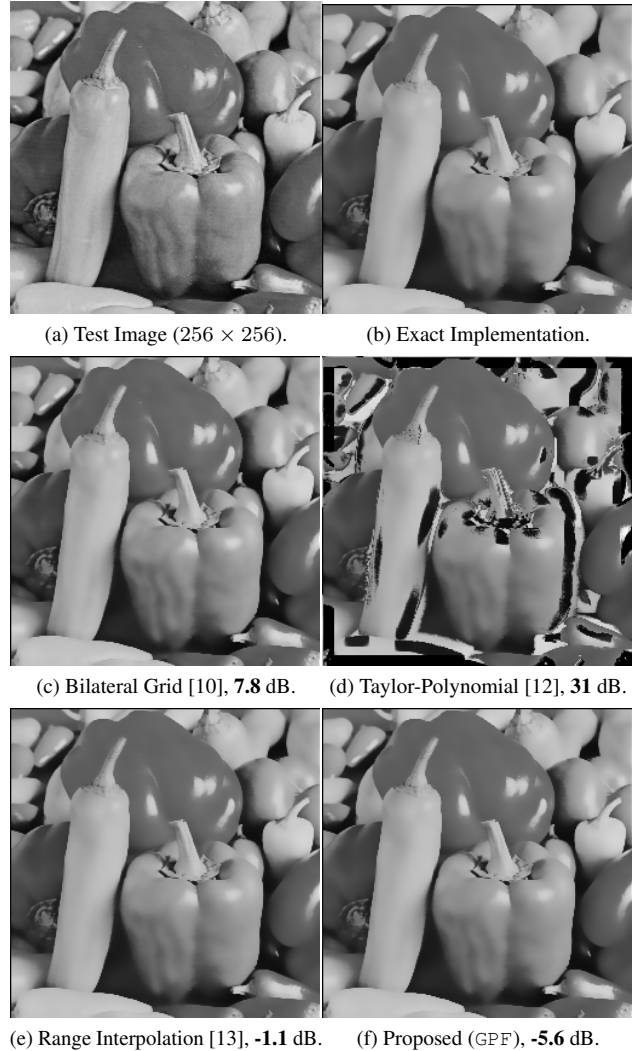 (a) Test Image (256 × 256).
(b) Exact Implementation.
(c) Bilateral Grid [10], 7.8 dB.
(d) Taylor-Polynomial [12], 31 dB.
(e) Range Interpolation [13], -1.1 dB.
(f) Proposed (GPF), -5.6 dB.